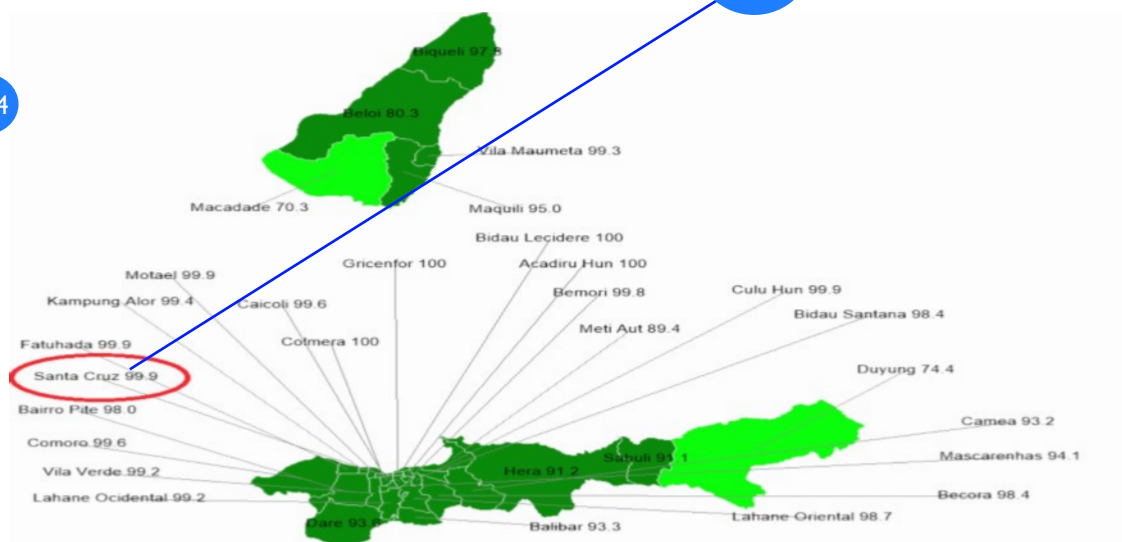 Biqueli 97.8
4
Beloi 80.3
Vila Maumeta 99.3
Macadade 70.3
Maquili 95.0
Bidau Lecidere 100
Gricenfor 100
Acadiru Hun 100
Motael 99.9
Culu Hun 99.9
Bemori 99.8
Kampung Alor 99.4
Caicoli 99.6
Bidau Santana 98.4
Meti Aut 89.4
Fatuhada 99.9
Colmera 100
Duyung 74.4
Santa Cruz 99.9
Bairro Pite 98.0
Camea 93.2
Comoro 99.6
Mascarenhas 94.1
Sabuli 91.1
Vila Verde 99.2
Hera 91.2
Becora 98.4
Lahane Ocidental 99.2
Lahane Oriental 98.7
Dare 93.6
Balibar 93.3